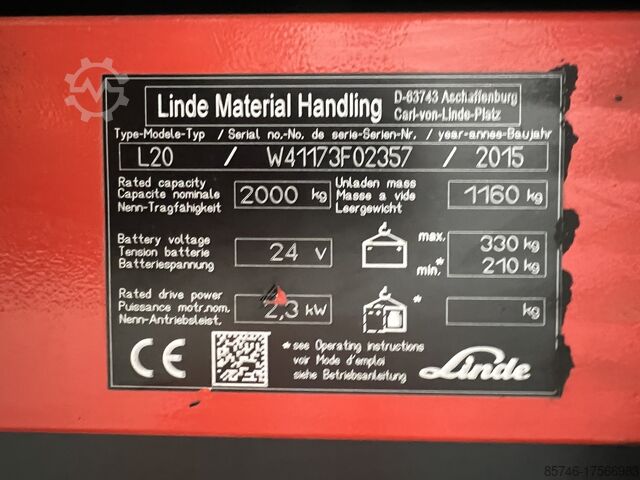 Linde Material Handling
D-63743 Aschaffenburg
Carl-von-Linde-Platz
Type-Modele-Typ / Serial no.-No. de serie-Serien-Nr. / year-annee-Baujahr
L20 / W41173F02357 / 2015
Rated capacity
Capacite nominale
Nenn-Tragfähigkeit
2000 kg
Unladen mass
Masse a vide
Leergewicht
1160 kg
Battery voltage
Tension batterie
Batteriespannung
24 V
max. 330 kg
min.* 210 kg
Rated drive power
Puissance motr.nom.
Nenn-Antriebsleist.
2,3 kW
* kg
CE
*see Operating instructions
voir Mode d'emploi
siehe Betriebsanleitung
Linde
85746-17566983